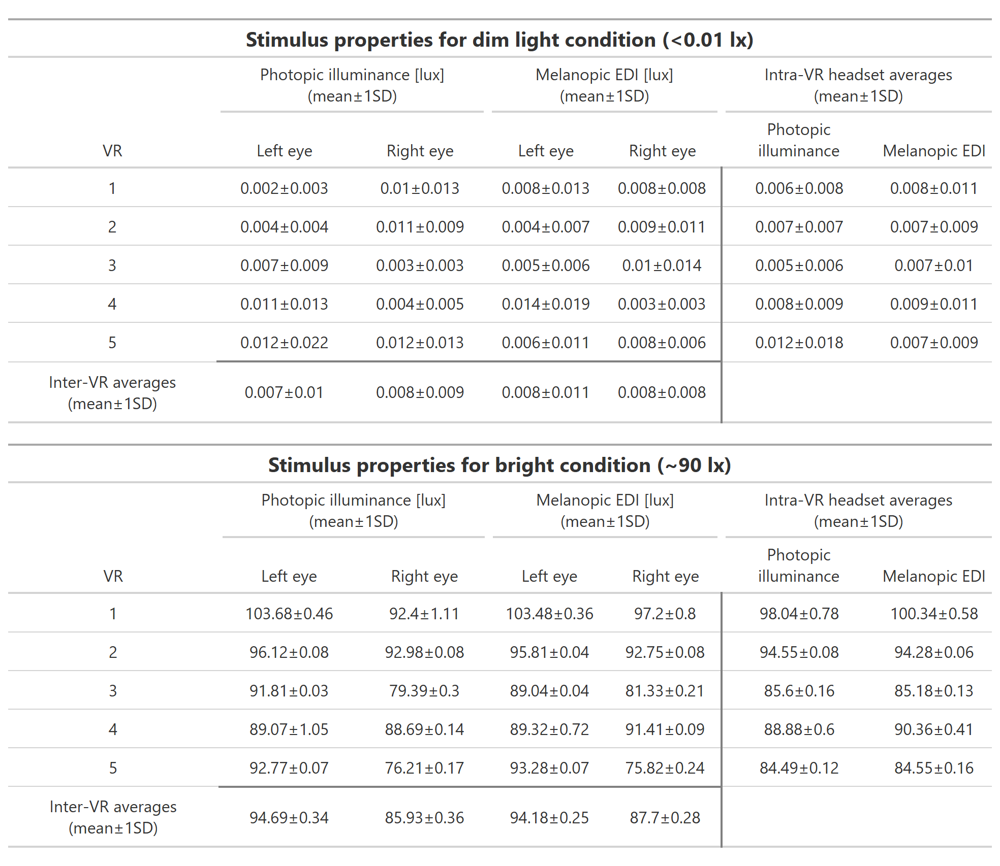 Stimulus properties for dim light condition (<0.01 lx)
Photopic illuminance [lux] Melanopic EDI [lux] Intra-VR headset averages
(mean±1SD) (mean±1SD) (mean±1SD)
Photopic
VR Left eye Right eye Left eye Right eye illuminance Melanopic EDI
1 0.002±0.003 0.01±0.013 0.008±0.013 0.008±0.008 0.006±0.008 0.008±0.011
2 0.004±0.004 0.011±0.009 0.004±0.007 0.009±0.011 0.007±0.007 0.007±0.009
3 0.007±0.009 0.003±0.003 0.005±0.006 0.01±0.014 0.005±0.006 0.007±0.01
4 0.011±0.013 0.004±0.005 0.014±0.019 0.003±0.003 0.008±0.009 0.009±0.011
5 0.012±0.022 0.012±0.013 0.006±0.011 0.008±0.006 0.012±0.018 0.007±0.009
Inter-VR averages
(mean±1SD) 0.007±0.01 0.008±0.009 0.008±0.011 0.008±0.008
Stimulus properties for bright condition (~90 lx)
Photopic illuminance [lux] Melanopic EDI [lux] Intra-VR headset averages
(mean±1SD) (mean±1SD) (mean±1SD)
Photopic
VR Left eye Right eye Left eye Right eye illuminance Melanopic EDI
1 103.68±0.46 92.4±1.11 103.48±0.36 97.2±0.8 98.04±0.78 100.34±0.58
2 96.12±0.08 92.98±0.08 95.81±0.04 92.75±0.08 94.55±0.08 94.28±0.06
3 91.81±0.03 79.39±0.3 89.04±0.04 81.33±0.21 85.6±0.16 85.18±0.13
4 89.07±1.05 88.69±0.14 89.32±0.72 91.41±0.09 88.88±0.6 90.36±0.41
5 92.77±0.07 76.21±0.17 93.28±0.07 75.82±0.24 84.49±0.12 84.55±0.16
Inter-VR averages
(mean±1SD) 94.69±0.34 85.93±0.36 94.18±0.25 87.7±0.28